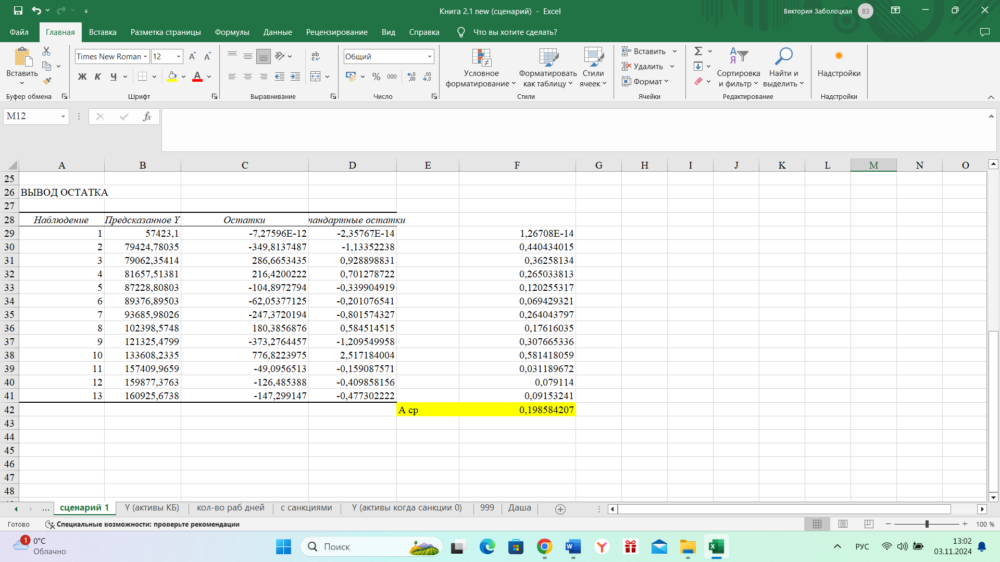 Книга 2.1 new (сценарий) - Excel
Виктория Заболоцкая
ВЗ
Файл Главная Вставка Разметка страницы Формулы Данные Рецензирование Вид Справка Что вы хотите сделать?
Вставить
Буфер обмена
Times New Roman 12
Ж К Ч
Шрифт
Выравнивание
Общий
% 000
Число
Условное форматирование
Форматировать как таблицу
Стили ячеек
Стили
Вставить
Удалить
Формат
Ячейки
Сортировка и фильтр
Найти и выделить
Редактирование
Надстройки
Надстройки
M12
fx
A B C D E F G H I J K L M N O
25
26 ВЫВОД ОСТАТКА
27
28 Наблюдение Предсказанное Y Остатки тандартные остатки
29 1 57423,1 -7,27596E-12 -2,35767E-14 1,26708E-14
30 2 79424,78035 -349,8137487 -1,13352238 0,440434015
31 3 79062,35414 286,6653435 0,928898831 0,36258134
32 4 81657,51381 216,4200222 0,701278722 0,265033813
33 5 87228,80803 -104,8972794 -0,339904919 0,120255317
34 6 89376,89503 -62,05377125 -0,201076541 0,069429321
35 7 93685,98026 -247,3720194 -0,801574327 0,264043797
36 8 102398,5748 180,3856876 0,584514515 0,17616035
37 9 121325,4799 -373,2764457 -1,209549958 0,307665336
38 10 133608,2335 776,8223975 2,517184004 0,581418059
39 11 157409,9659 -49,0956513 -0,159087571 0,031189672
40 12 159877,3763 -126,485388 -0,409858156 0,079114
41 13 160925,6738 -147,299147 -0,477302222 0,09153241
42 А ср 0,198584207
43
44
45
46
47
48
... сценарий 1 Y (активы КБ) кол-во раб дней с санкциями Y (активы когда санкции 0) 999 Даша
Готово Специальные возможности: проверьте рекомендации 100 %
1
0°C
Облачно
Поиск
РУС
13:02
03.11.2024